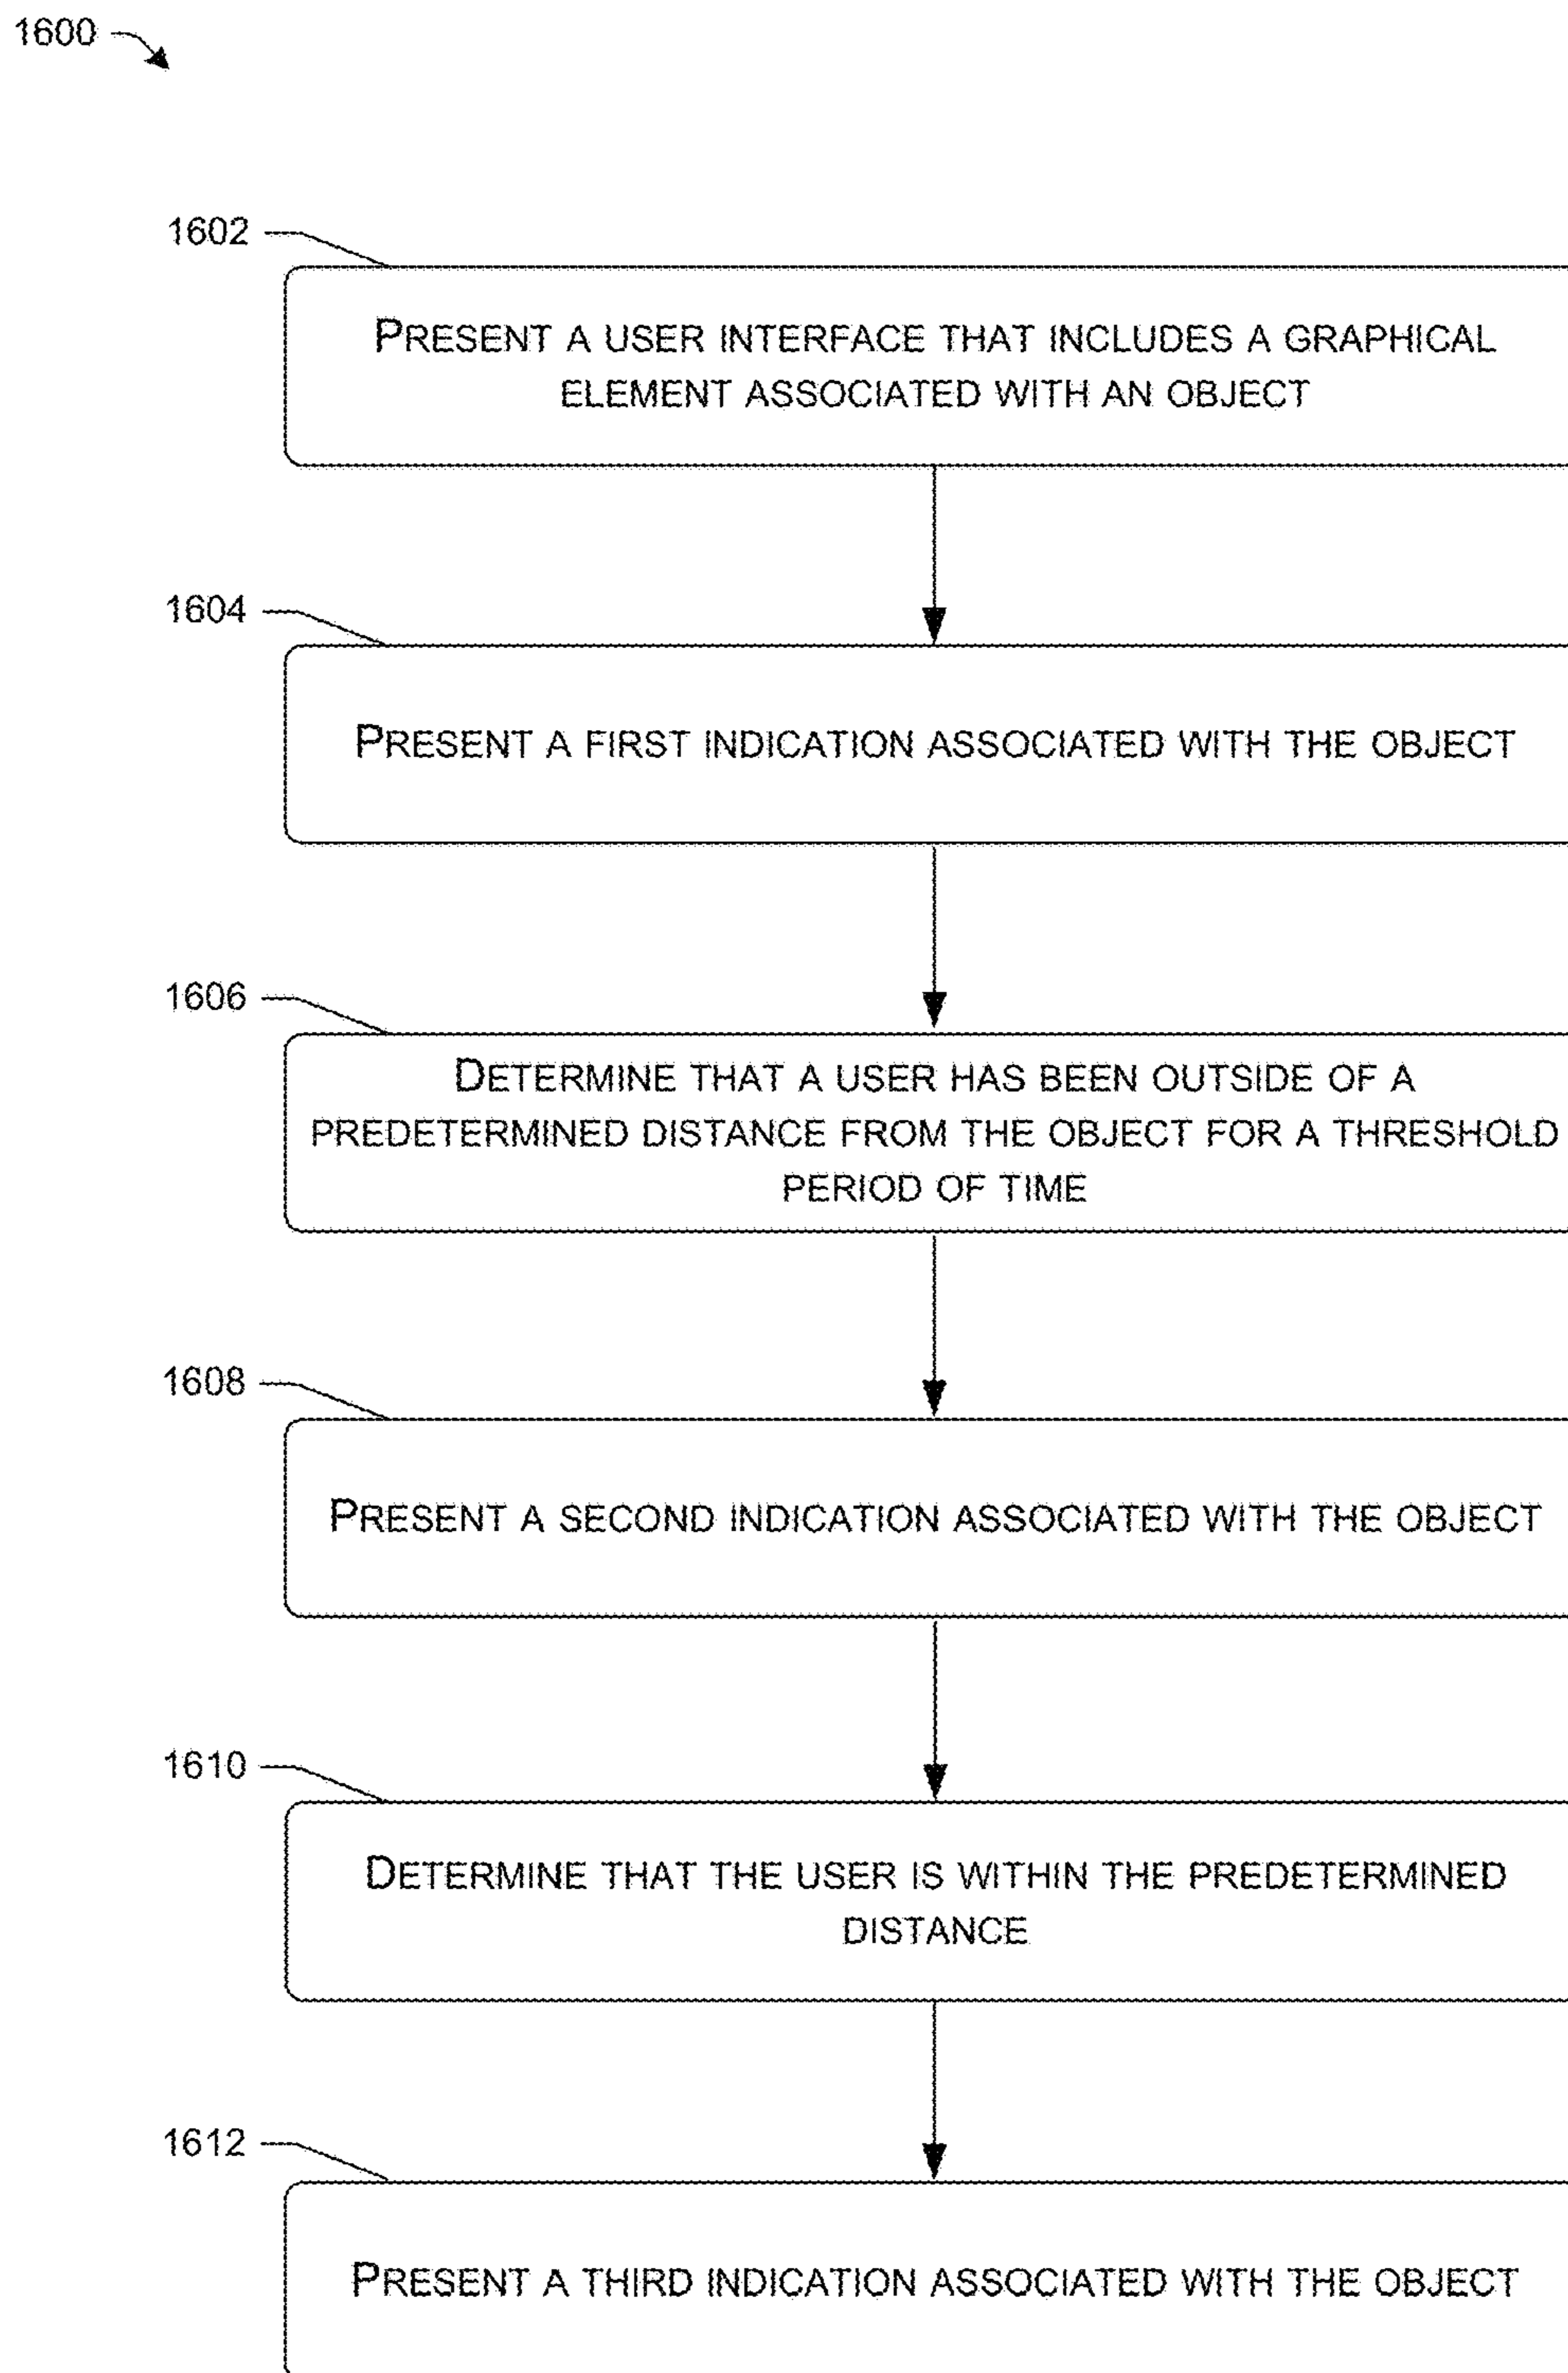 1600
1602
PRESENT A USER INTERFACE THAT INCLUDES A GRAPHICAL
ELEMENT ASSOCIATED WITH AN OBJECT
1604
PRESENT A FIRST INDICATION ASSOCIATED WITH THE OBJECT
1606
DETERMINE THAT A USER HAS BEEN OUTSIDE OF A
PREDETERMINED DISTANCE FROM THE OBJECT FOR A THRESHOLD
PERIOD OF TIME
1608
PRESENT A SECOND INDICATION ASSOCIATED WITH THE OBJECT
1610
DETERMINE THAT THE USER IS WITHIN THE PREDETERMINED
DISTANCE
1612
PRESENT A THIRD INDICATION ASSOCIATED WITH THE OBJECT